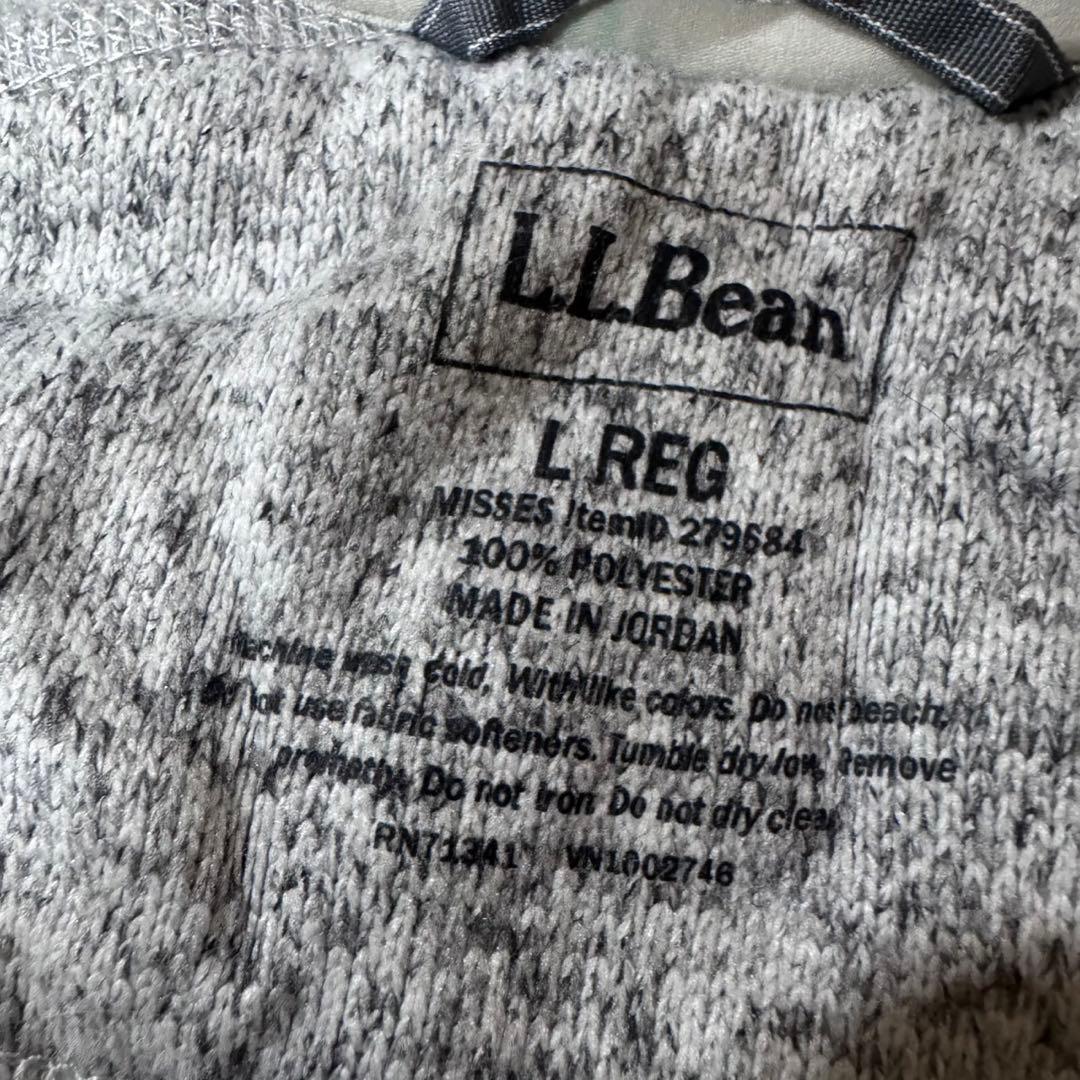 L.L.Bean
L REG
MISSES ItemID 279684
100% POLYESTER
MADE IN JORDAN
Machine wash cold. With like colors. Do not bleach.
Do not use fabric softeners. Tumble dry low. Remove
promptly. Do not iron. Do not dry clean
RN71341 VN1002746